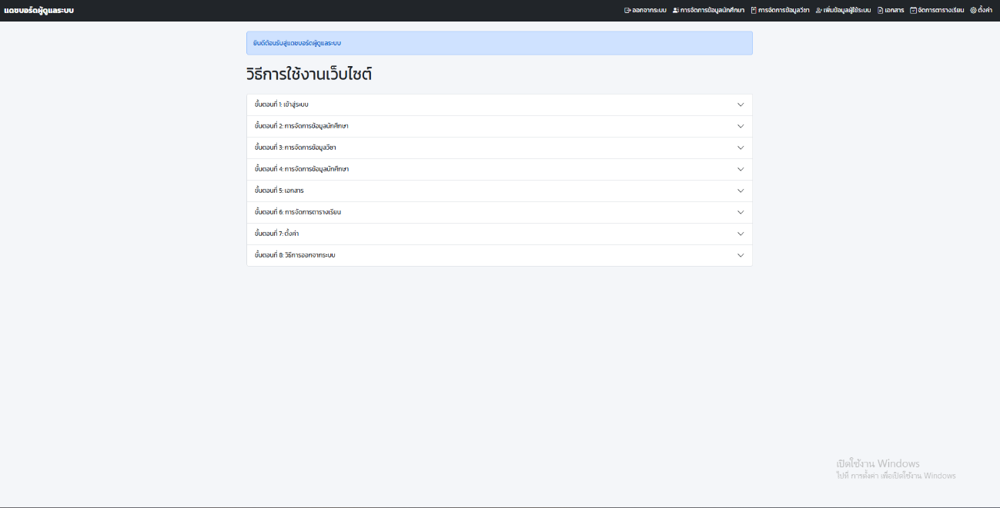 แดชบอร์ดผู้ดูแลระบบ
ออกจากระบบ การจัดการข้อมูลนักศึกษา การจัดการข้อมูลวิชา เพิ่มข้อมูลผู้ใช้ระบบ เอกสาร จัดการตารางเรียน ตั้งค่า
ยินดีต้อนรับสู่แดชบอร์ดผู้ดูแลระบบ
วิธีการใช้งานเว็บไซต์
ขั้นตอนที่ 1: เข้าสู่ระบบ
ขั้นตอนที่ 2: การจัดการข้อมูลนักศึกษา
ขั้นตอนที่ 3: การจัดการข้อมูลวิชา
ขั้นตอนที่ 4: การจัดการข้อมูลนักศึกษา
ขั้นตอนที่ 5: เอกสาร
ขั้นตอนที่ 6: การจัดการตารางเรียน
ขั้นตอนที่ 7: ตั้งค่า
ขั้นตอนที่ 8: วิธีการออกจากระบบ
เปิดใช้งาน Windows
ไปที่ การตั้งค่า เพื่อเปิดใช้งาน Windows